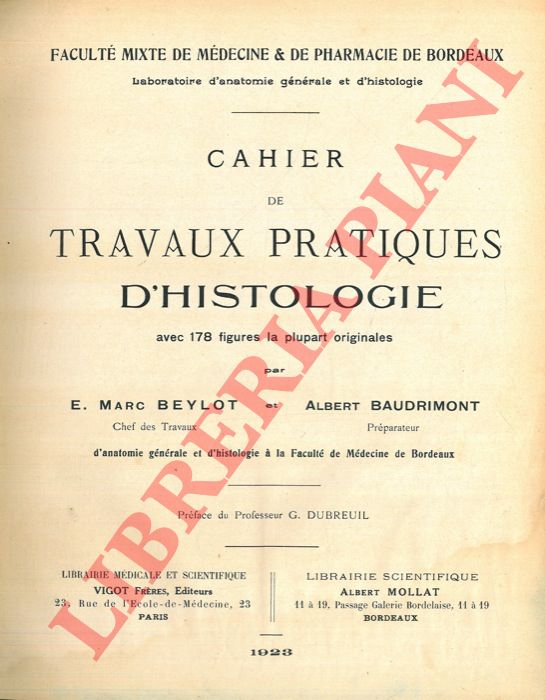 FACULTÉ MIXTE DE MÉDECINE & DE PHARMACIE DE BORDEAUX
Laboratoire d'anatomie générale et d'histologie
CAHIER
DE
TRAVAUX PRATIQUES
D'HISTOLOGIE
avec 178 figures la plupart originales
par
E. MARC BEYLOT et ALBERT BAUDRIMONT
Chef des Travaux Préparateur
d'anatomie générale et d'histologie à la Faculté de Médecine de Bordeaux
Préface du Professeur G. DUBREUIL
LIBRAIRIE MÉDICALE ET SCIENTIFIQUE
VIGOT FRÈRES, Editeurs
23, Rue de l'Ecole-de-Médecine, 23
PARIS
LIBRAIRIE SCIENTIFIQUE
ALBERT MOLLAT
11 à 19, Passage Galerie Bordelaise, 11 à 19
BORDEAUX
1923
LIBRERIA PIANI